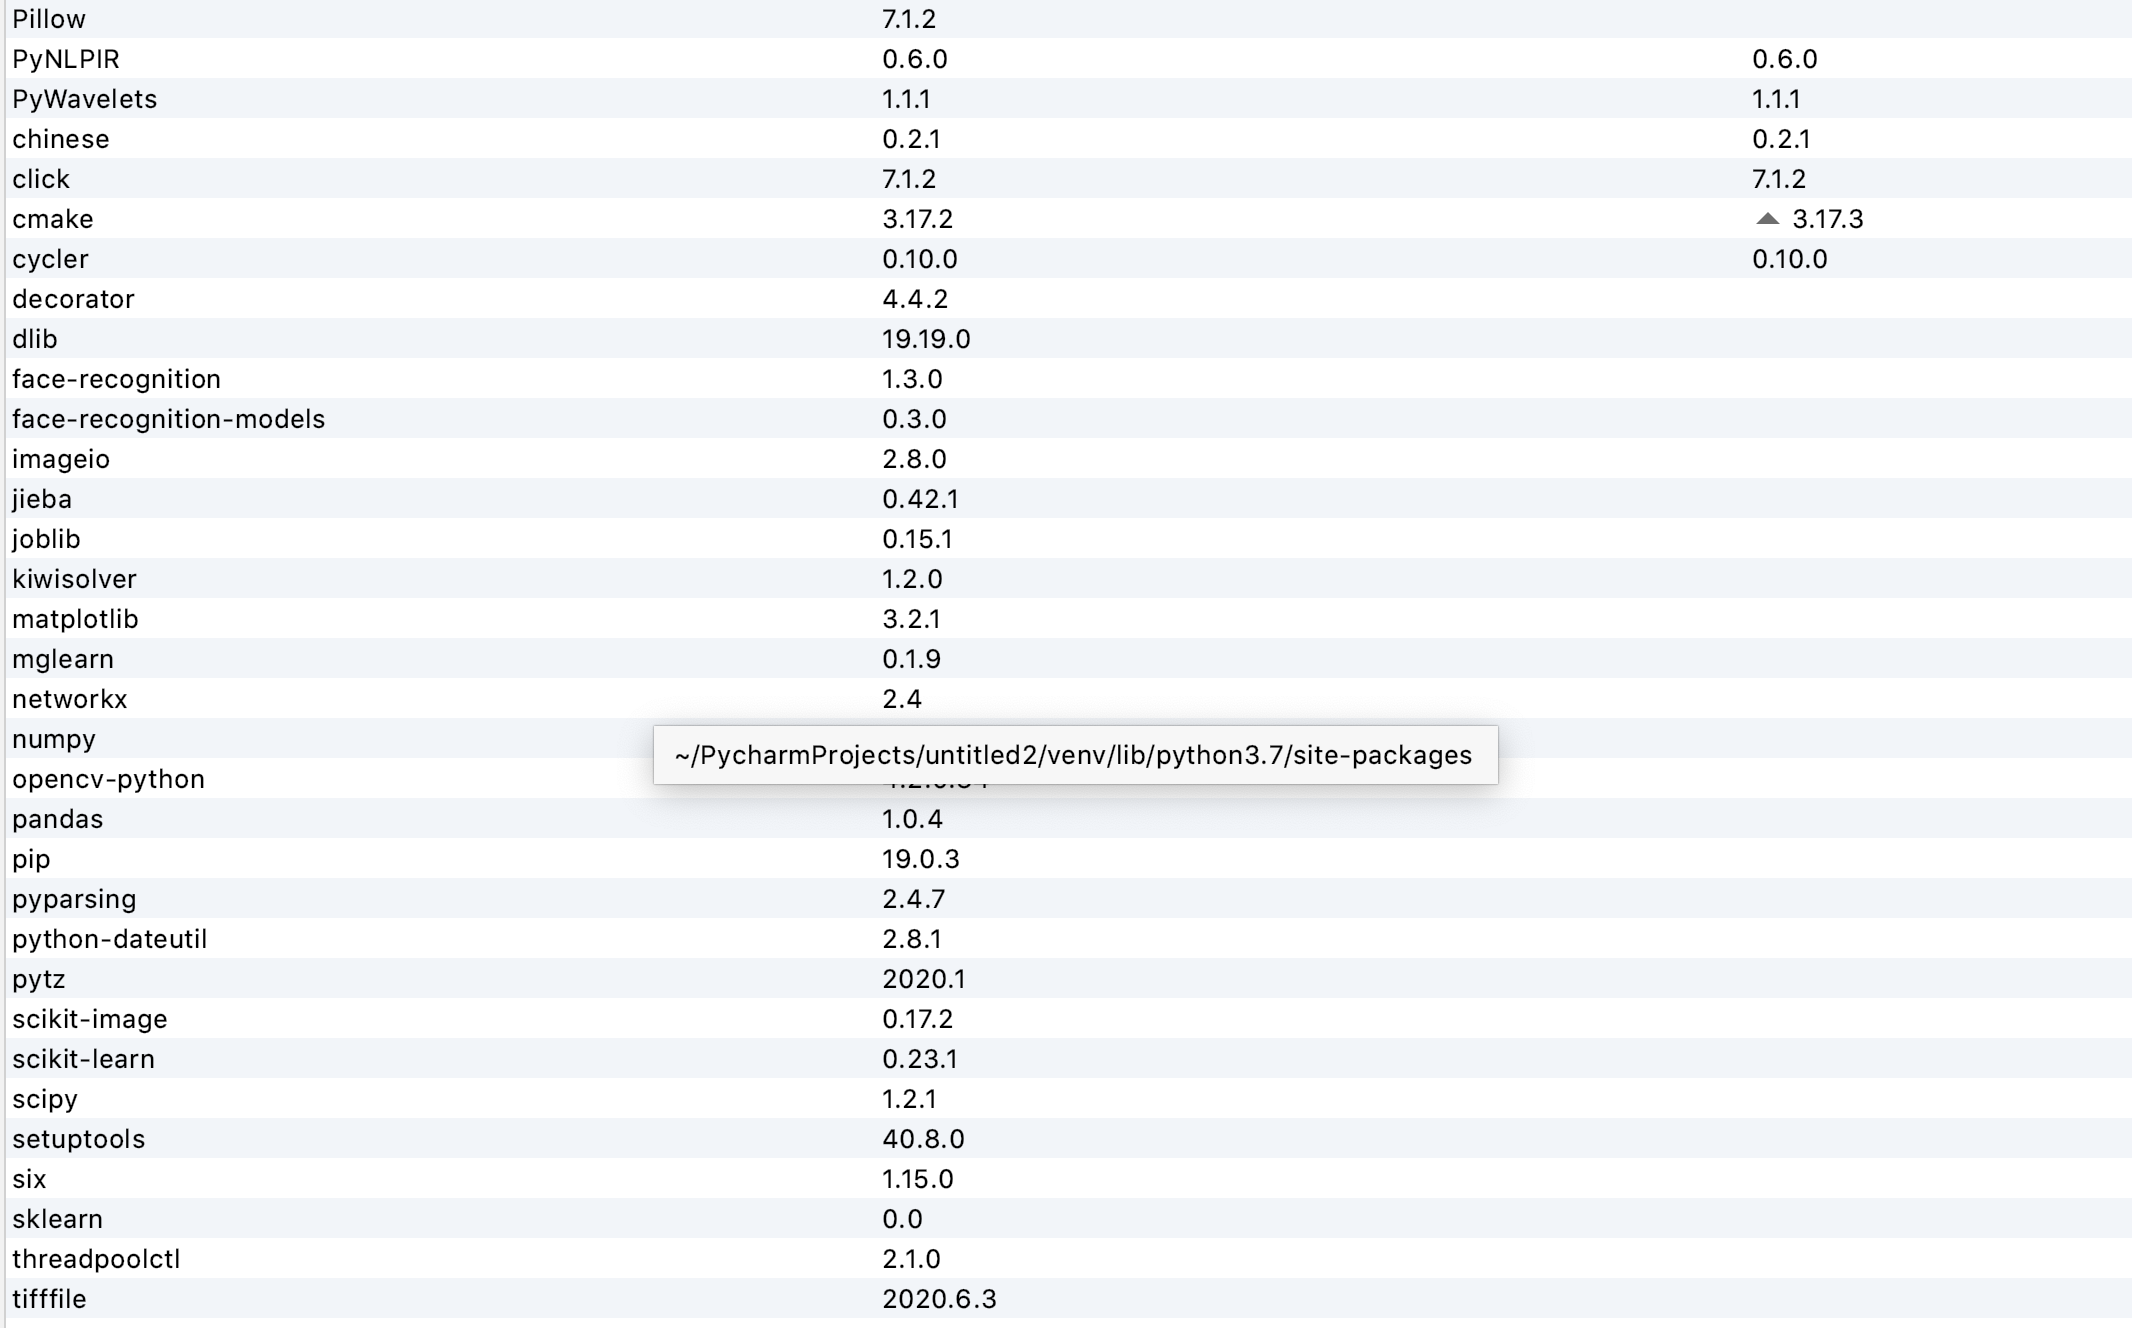 Pillow 7.1.2
PyNLPIR 0.6.0 0.6.0
PyWavelets 1.1.1 1.1.1
chinese 0.2.1 0.2.1
click 7.1.2 7.1.2
cmake 3.17.2 ▲ 3.17.3
cycler 0.10.0 0.10.0
decorator 4.4.2
dlib 19.19.0
face-recognition 1.3.0
face-recognition-models 0.3.0
imageio 2.8.0
jieba 0.42.1
joblib 0.15.1
kiwisolver 1.2.0
matplotlib 3.2.1
mglearn 0.1.9
networkx 2.4
numpy
~/PycharmProjects/untitled2/venv/lib/python3.7/site-packages
opencv-python
pandas 1.0.4
pip 19.0.3
pyparsing 2.4.7
python-dateutil 2.8.1
pytz 2020.1
scikit-image 0.17.2
scikit-learn 0.23.1
scipy 1.2.1
setuptools 40.8.0
six 1.15.0
sklearn 0.0
threadpoolctl 2.1.0
tifffile 2020.6.3